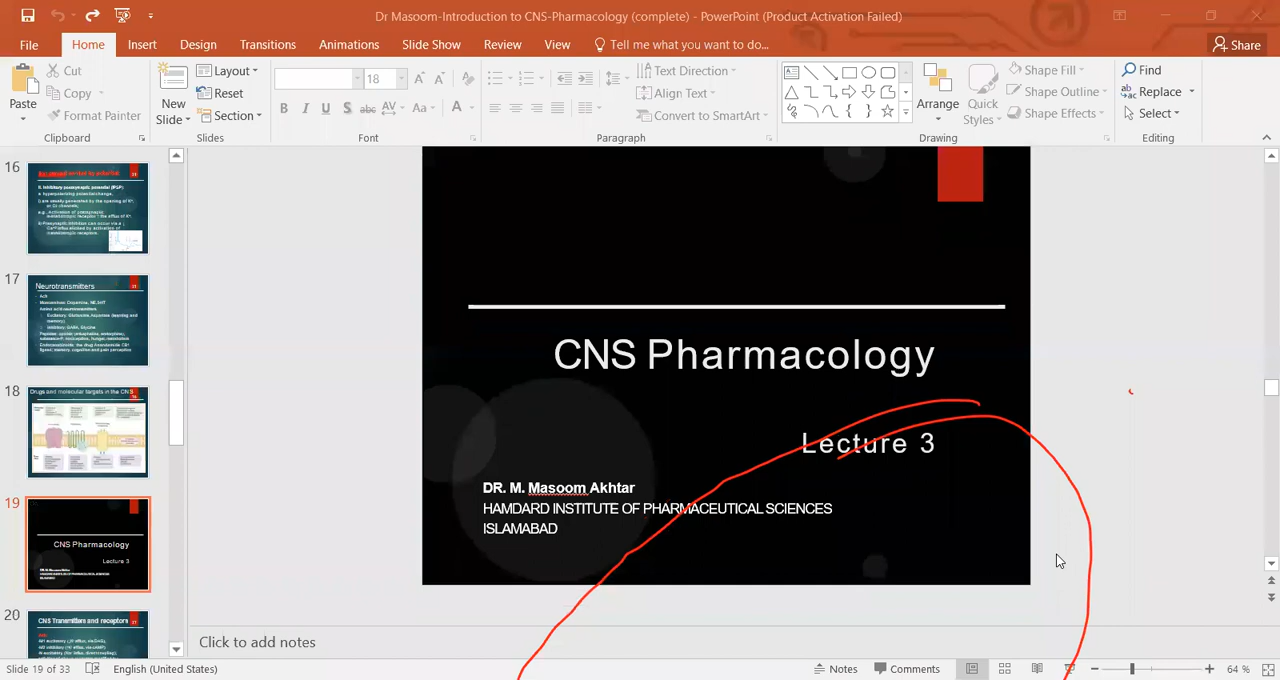 Dr Masoom-Introduction to CNS-Pharmacology (complete) - PowerPoint (Product Activation Failed)
File Home Insert Design Transitions Animations Slide Show Review View Tell me what you want to do... Share
Cut Layout 18 Text Direction Shape Fill Find
Copy Reset Align Text Shape Outline Replace
Paste Format Painter New Slide Section B I U S abc AV Aa A Convert to SmartArt Arrange Quick Styles Shape Effects Select
Clipboard Slides Font Paragraph Drawing Editing
16
17
Neurotransmitters
18
Drugs and molecular targets in the CNS
19
CNS Pharmacology
Lecture 3
20
CNS Transmitters and receptors
CNS Pharmacology
Lecture 3
DR. M. Masoom Akhtar
HAMDARD INSTITUTE OF PHARMACEUTICAL SCIENCES
ISLAMABAD
Click to add notes
Slide 19 of 33 English (United States) Notes Comments 64 %